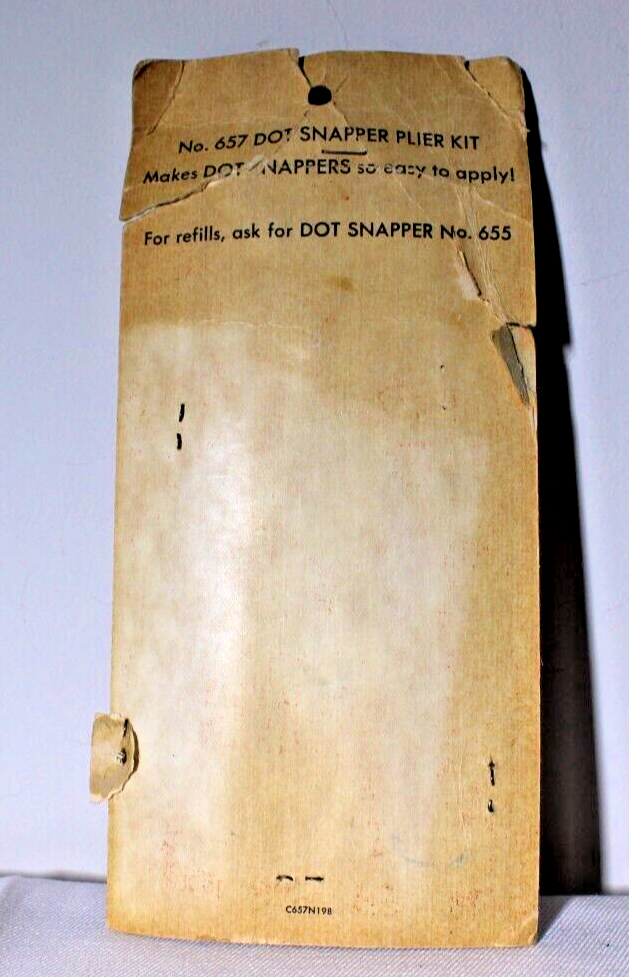 No. 657 DOT SNAPPER PLIER KIT
Makes DOT SNAPPERS so easy to apply!
For refills, ask for DOT SNAPPER No. 655
C657N198